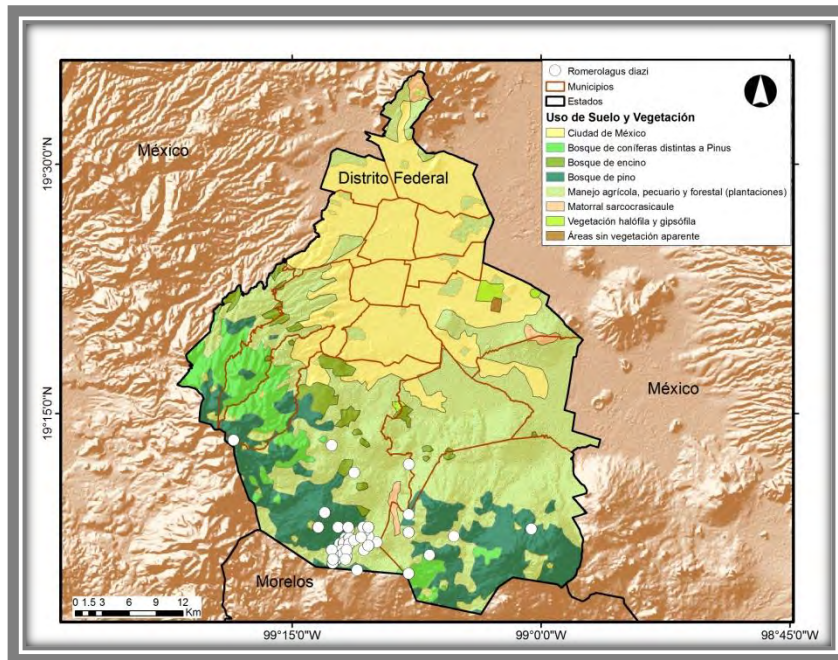 Romerolagus diazi
Municipios
Estados
Uso de Suelo y Vegetación
Ciudad de México
Bosque de coníferas distintas a Pinus
Bosque de encino
Bosque de pino
Manejo agrícola, pecuario y forestal (plantaciones)
Matorral sarcocrasicaule
Vegetación halófila y gipsófila
Áreas sin vegetación aparente
México
Distrito Federal
México
Morelos
19°30'0"N
19°15'0"N
0 1.5 3 6 9 12
Km
99°15'0"W 99°0'0"W 98°45'0"W